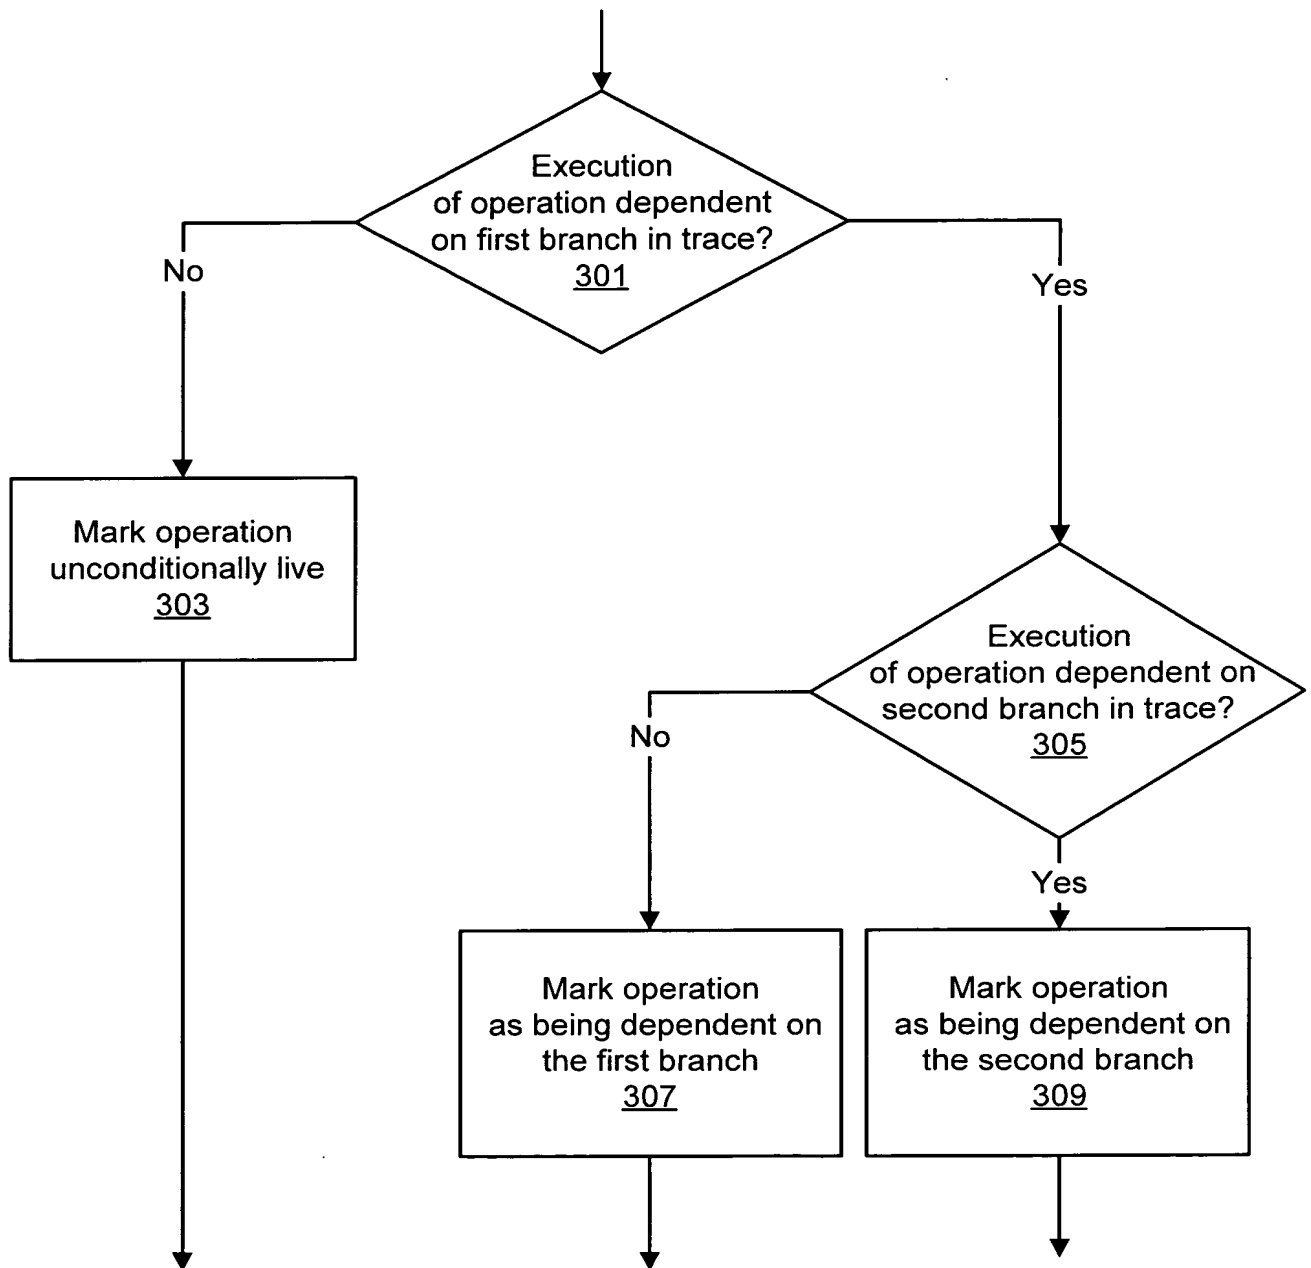 Execution
of operation dependent
on first branch in trace?
301
No
Yes
Mark operation
unconditionally live
303
Execution
of operation dependent on
second branch in trace?
305
No
Yes
Mark operation
as being dependent on
the first branch
307
Mark operation
as being dependent on
the second branch
309